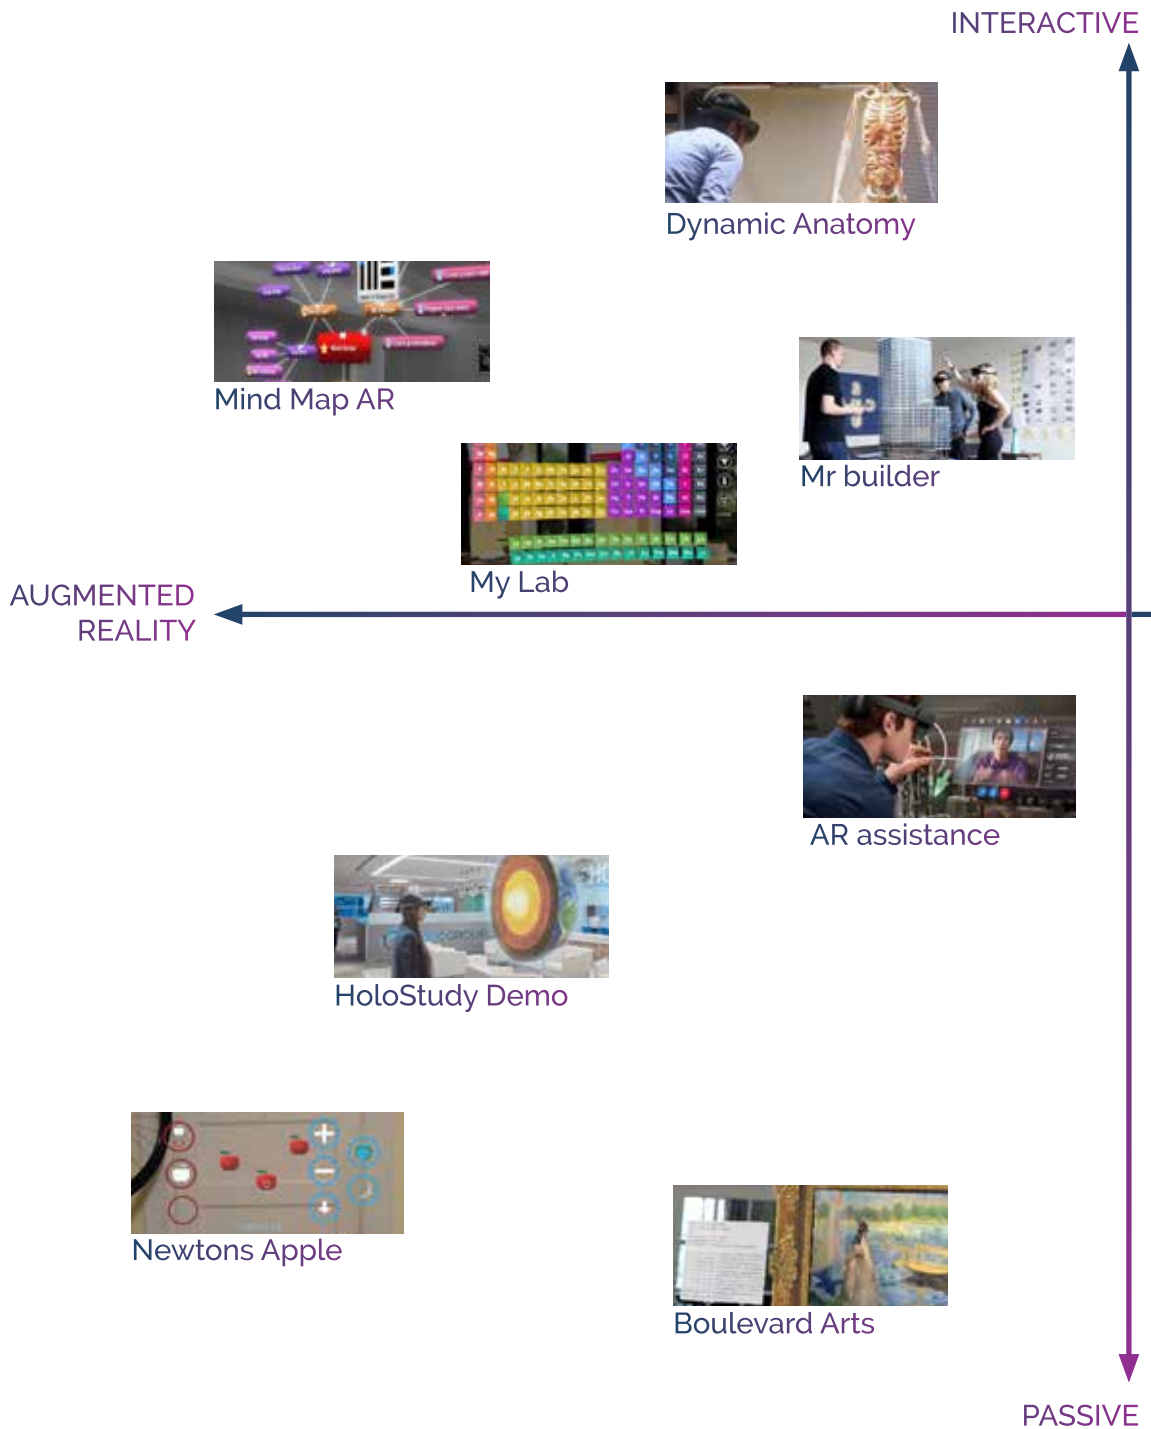 INTERACTIVE
Dynamic Anatomy
Mind Map AR
Mr builder
My Lab
AUGMENTED
REALITY
AR assistance
HoloStudy Demo
Newtons Apple
Boulevard Arts
PASSIVE